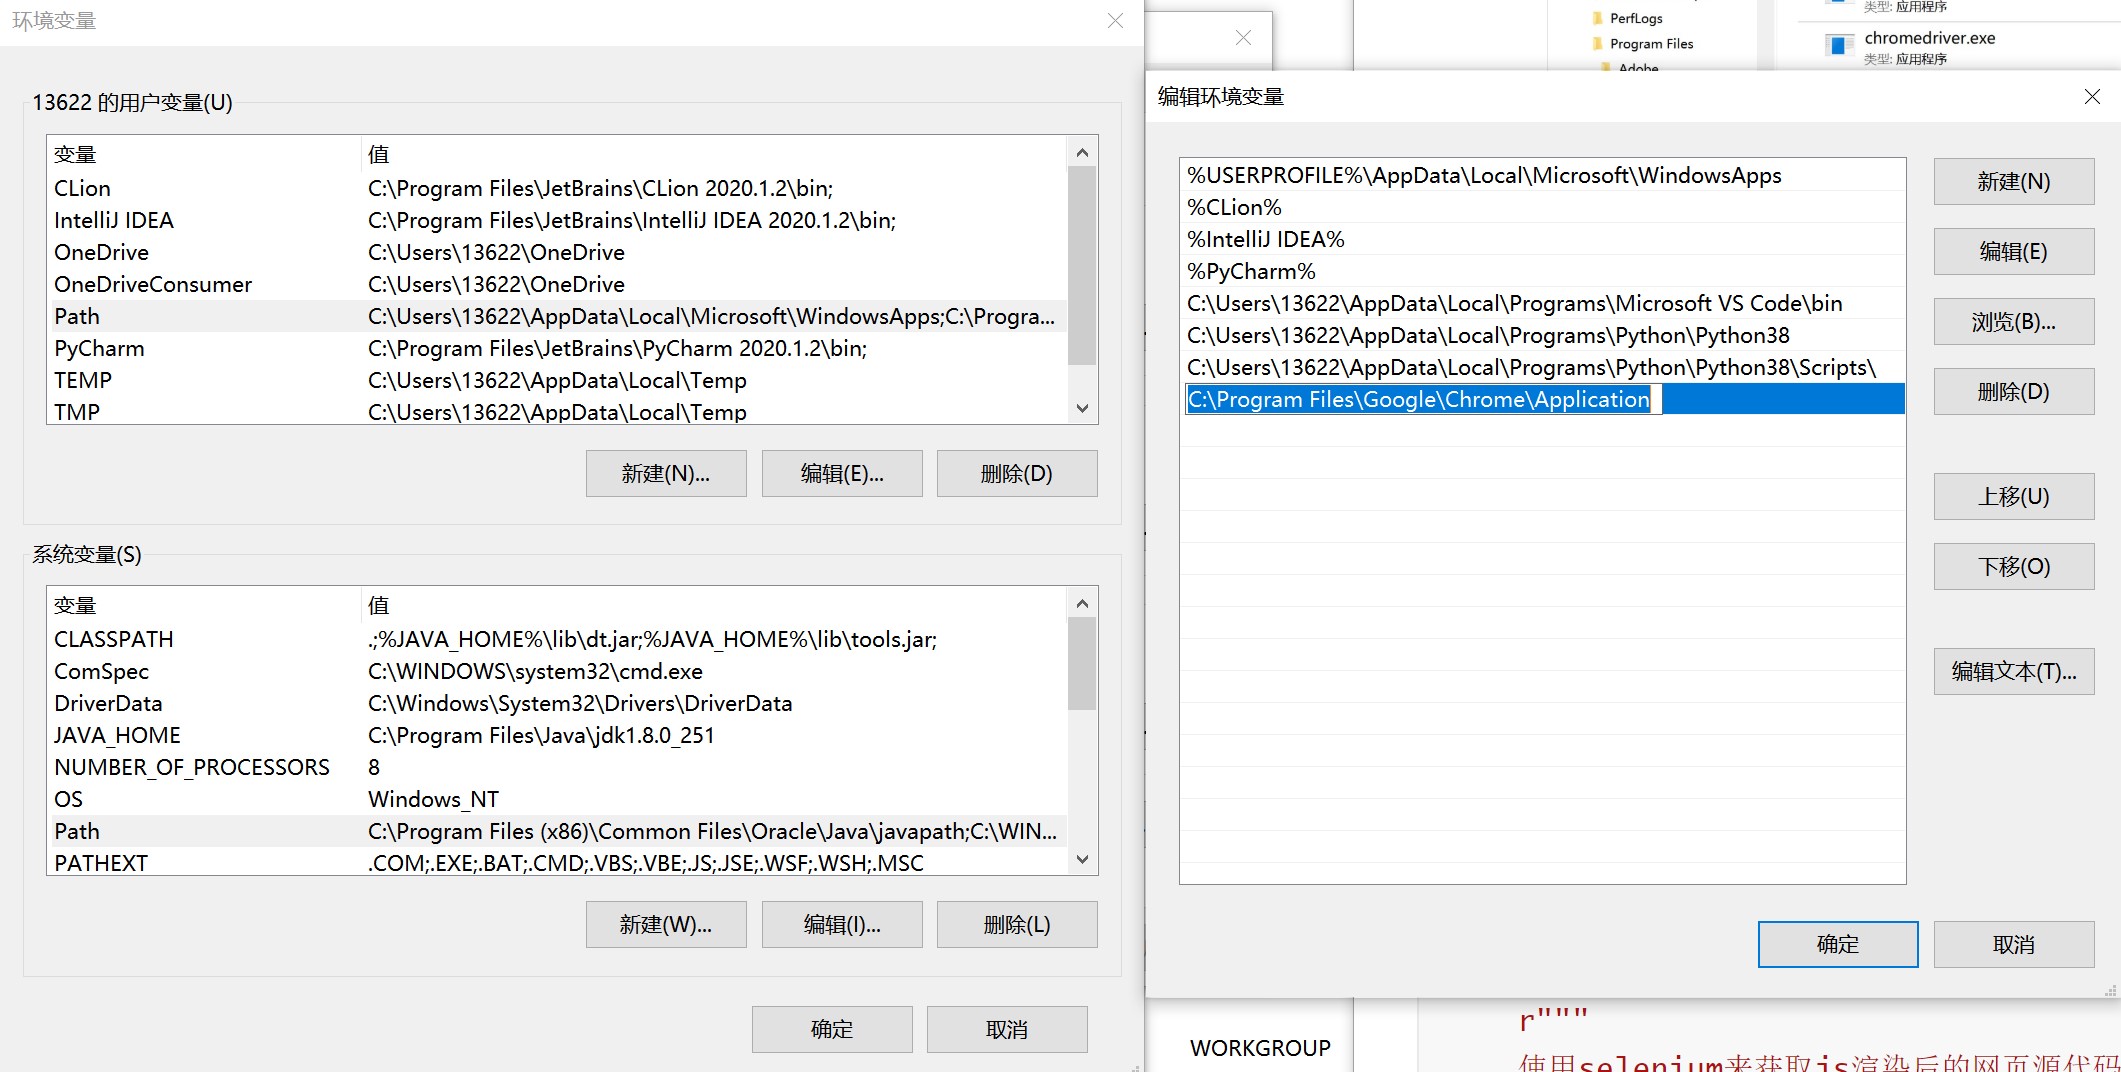 环境变量
13622 的用户变量(U)
变量 值
CLion C:\Program Files\JetBrains\CLion 2020.1.2\bin;
IntelliJ IDEA C:\Program Files\JetBrains\IntelliJ IDEA 2020.1.2\bin;
OneDrive C:\Users\13622\OneDrive
OneDriveConsumer C:\Users\13622\OneDrive
Path C:\Users\13622\AppData\Local\Microsoft\WindowsApps;C:\Progra...
PyCharm C:\Program Files\JetBrains\PyCharm 2020.1.2\bin;
TEMP C:\Users\13622\AppData\Local\Temp
TMP C:\Users\13622\AppData\Local\Temp
新建(N)... 编辑(E)... 删除(D)
系统变量(S)
变量 值
CLASSPATH .;%JAVA_HOME%\lib\dt.jar;%JAVA_HOME%\lib\tools.jar;
ComSpec C:\WINDOWS\system32\cmd.exe
DriverData C:\Windows\System32\Drivers\DriverData
JAVA_HOME C:\Program Files\Java\jdk1.8.0_251
NUMBER_OF_PROCESSORS 8
OS Windows_NT
Path C:\Program Files (x86)\Common Files\Oracle\Java\javapath;C:\WIN...
PATHEXT .COM;.EXE;.BAT;.CMD;.VBS;.VBE;.JS;.JSE;.WSF;.WSH;.MSC
新建(W)... 编辑(I)... 删除(L)
确定 取消
PerfLogs
Program Files
Adobe
类型: 应用程序
chromedriver.exe
类型: 应用程序
编辑环境变量
%USERPROFILE%\AppData\Local\Microsoft\WindowsApps
%CLion%
%IntelliJ IDEA%
%PyCharm%
C:\Users\13622\AppData\Local\Programs\Microsoft VS Code\bin
C:\Users\13622\AppData\Local\Programs\Python\Python38
C:\Users\13622\AppData\Local\Programs\Python\Python38\Scripts\
C:\Program Files\Google\Chrome\Application
新建(N)
编辑(E)
浏览(B)...
删除(D)
上移(U)
下移(O)
编辑文本(T)...
确定 取消
WORKGROUP
r"""
使用selenium来获取js渲染后的网页源代码